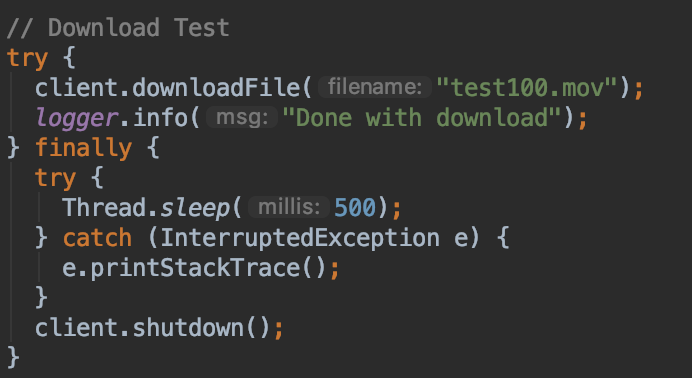 // Download Test
try {
client.downloadFile( filename: "test100.mov");
logger.info( msg: "Done with download");
} finally {
try {
Thread.sleep( millis: 500);
} catch (InterruptedException e) {
e.printStackTrace();
}
client.shutdown();
}